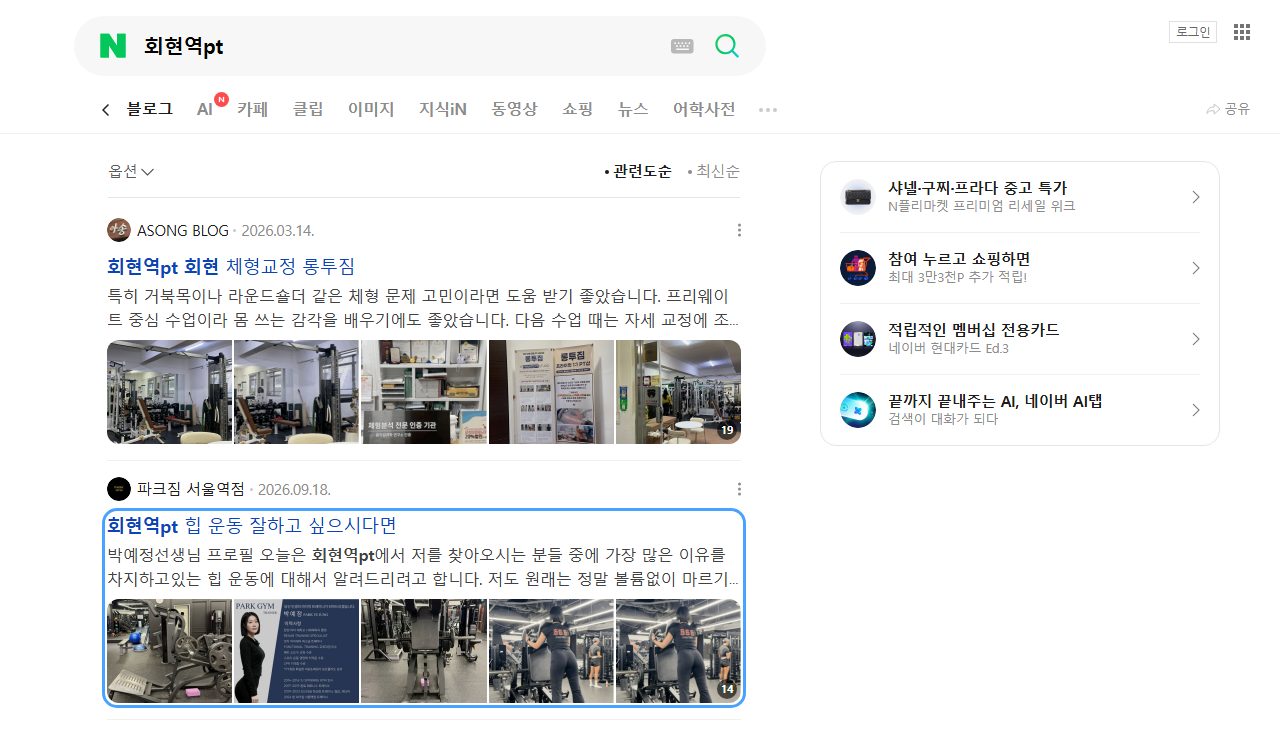 회현역pt
로그인
블로그 AI N 카페 클립 이미지 지식iN 동영상 쇼핑 뉴스 어학사전
공유
옵션
관련도순 최신순
ASONG BLOG · 2026.03.14.
회현역pt 회현 체형교정 롱투짐
특히 거북목이나 라운드숄더 같은 체형 문제 고민이라면 도움 받기 좋았습니다. 프리웨이
트 중심 수업이라 몸 쓰는 감각을 배우기에도 좋았습니다. 다음 수업 때는 자세 교정에 조...
체형분석 전문 인증 기관
롱투짐
롱투짐
19
파크짐 서울역점 · 2026.09.18.
회현역pt 힙 운동 잘하고 싶으시다면
박예정선생님 프로필 오늘은 회현역pt에서 저를 찾아오시는 분들 중에 가장 많은 이유를
차지하고있는 힙 운동에 대해서 알려드리려고 합니다. 저도 원래는 정말 볼륨없이 마르기...
PARK GYM
박예정
14
샤넬·구찌·프라다 중고 특가
N플리마켓 프리미엄 리세일 위크
참여 누르고 쇼핑하면
최대 3만3천P 추가 적립!
적립적인 멤버십 전용카드
네이버 현대카드 Ed.3
끝까지 끝내주는 AI, 네이버 AI탭
검색이 대화가 되다